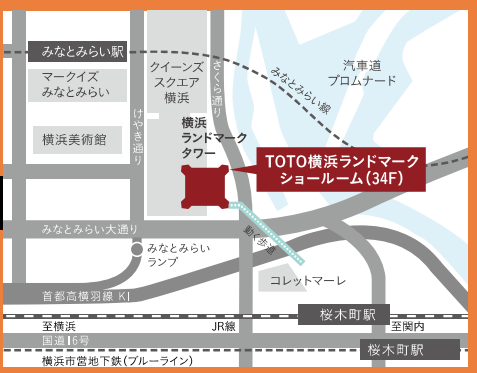 みなとみらい駅
マークイズ
みなとみらい
横浜美術館
けやき通り
クイーンズ
スクエア
横浜
さくら通り
みなとみらい線
汽車道
プロムナード
横浜
ランドマーク
タワー
TOTO横浜ランドマーク
ショールーム(34F)
みなとみらい大通り
みなとみらい
ランプ
動く歩道
コレットマーレ
首都高横羽線 K1
桜木町駅
至横浜
JR線
至関内
国道16号
桜木町駅
横浜市営地下鉄(ブルーライン)